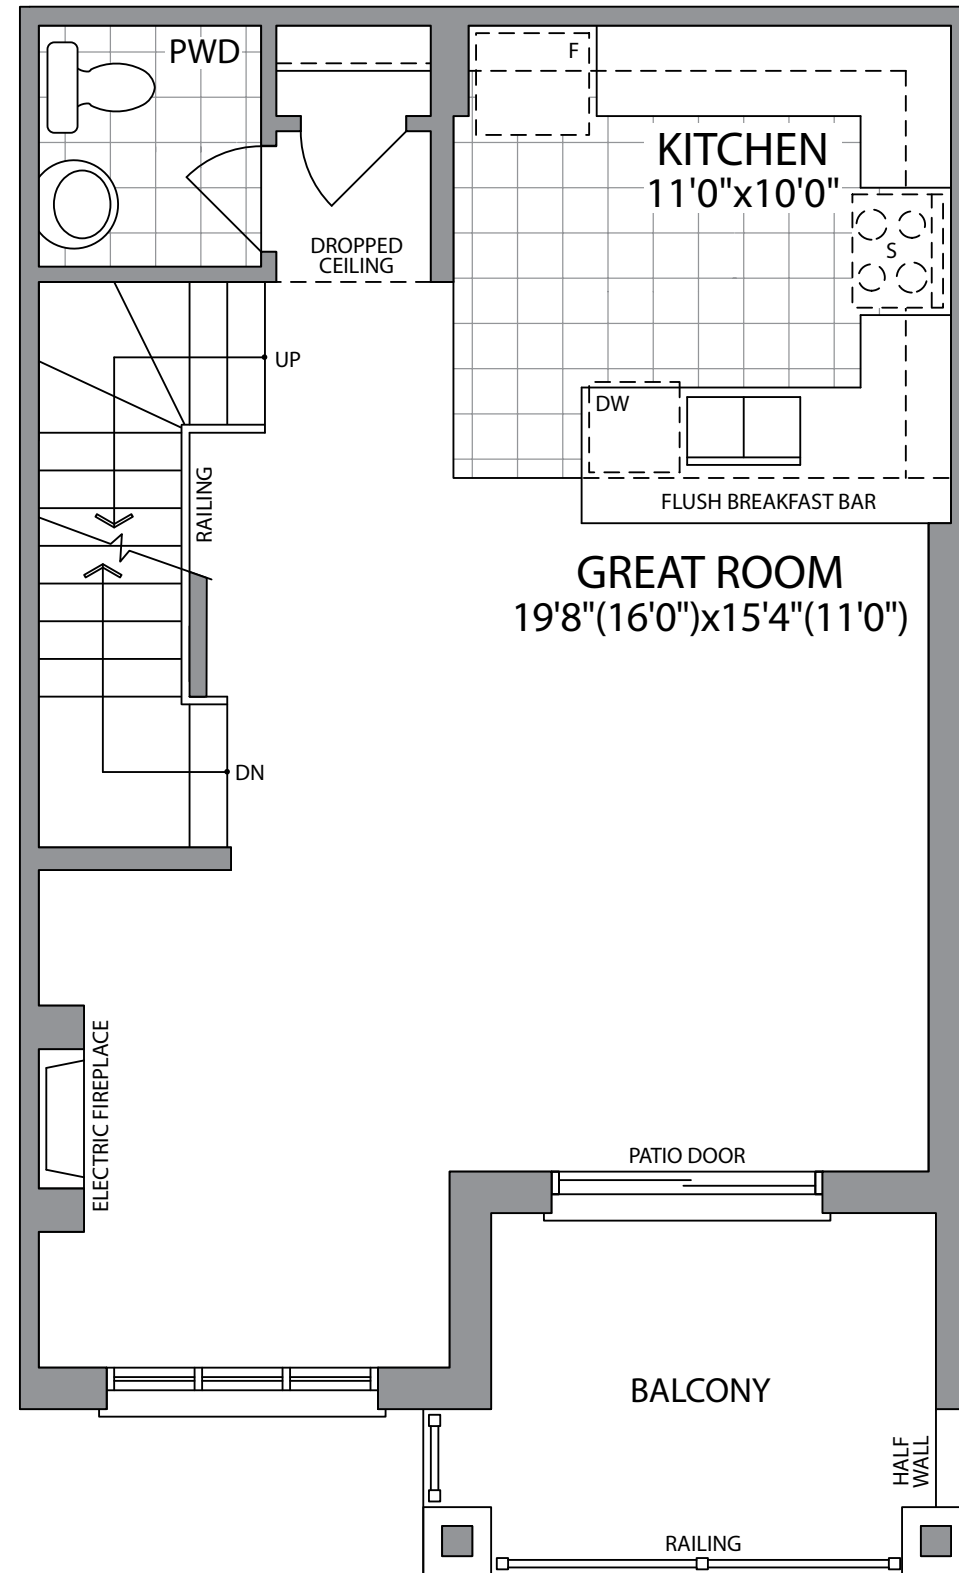 PWD
F
KITCHEN
11'0"x10'0"
S
DROPPED
CEILING
UP
DW
RAILING
FLUSH BREAKFAST BAR
GREAT ROOM
19'8"(16'0")x15'4"(11'0")
DN
ELECTRIC FIREPLACE
PATIO DOOR
BALCONY
HALF
WALL
RAILING